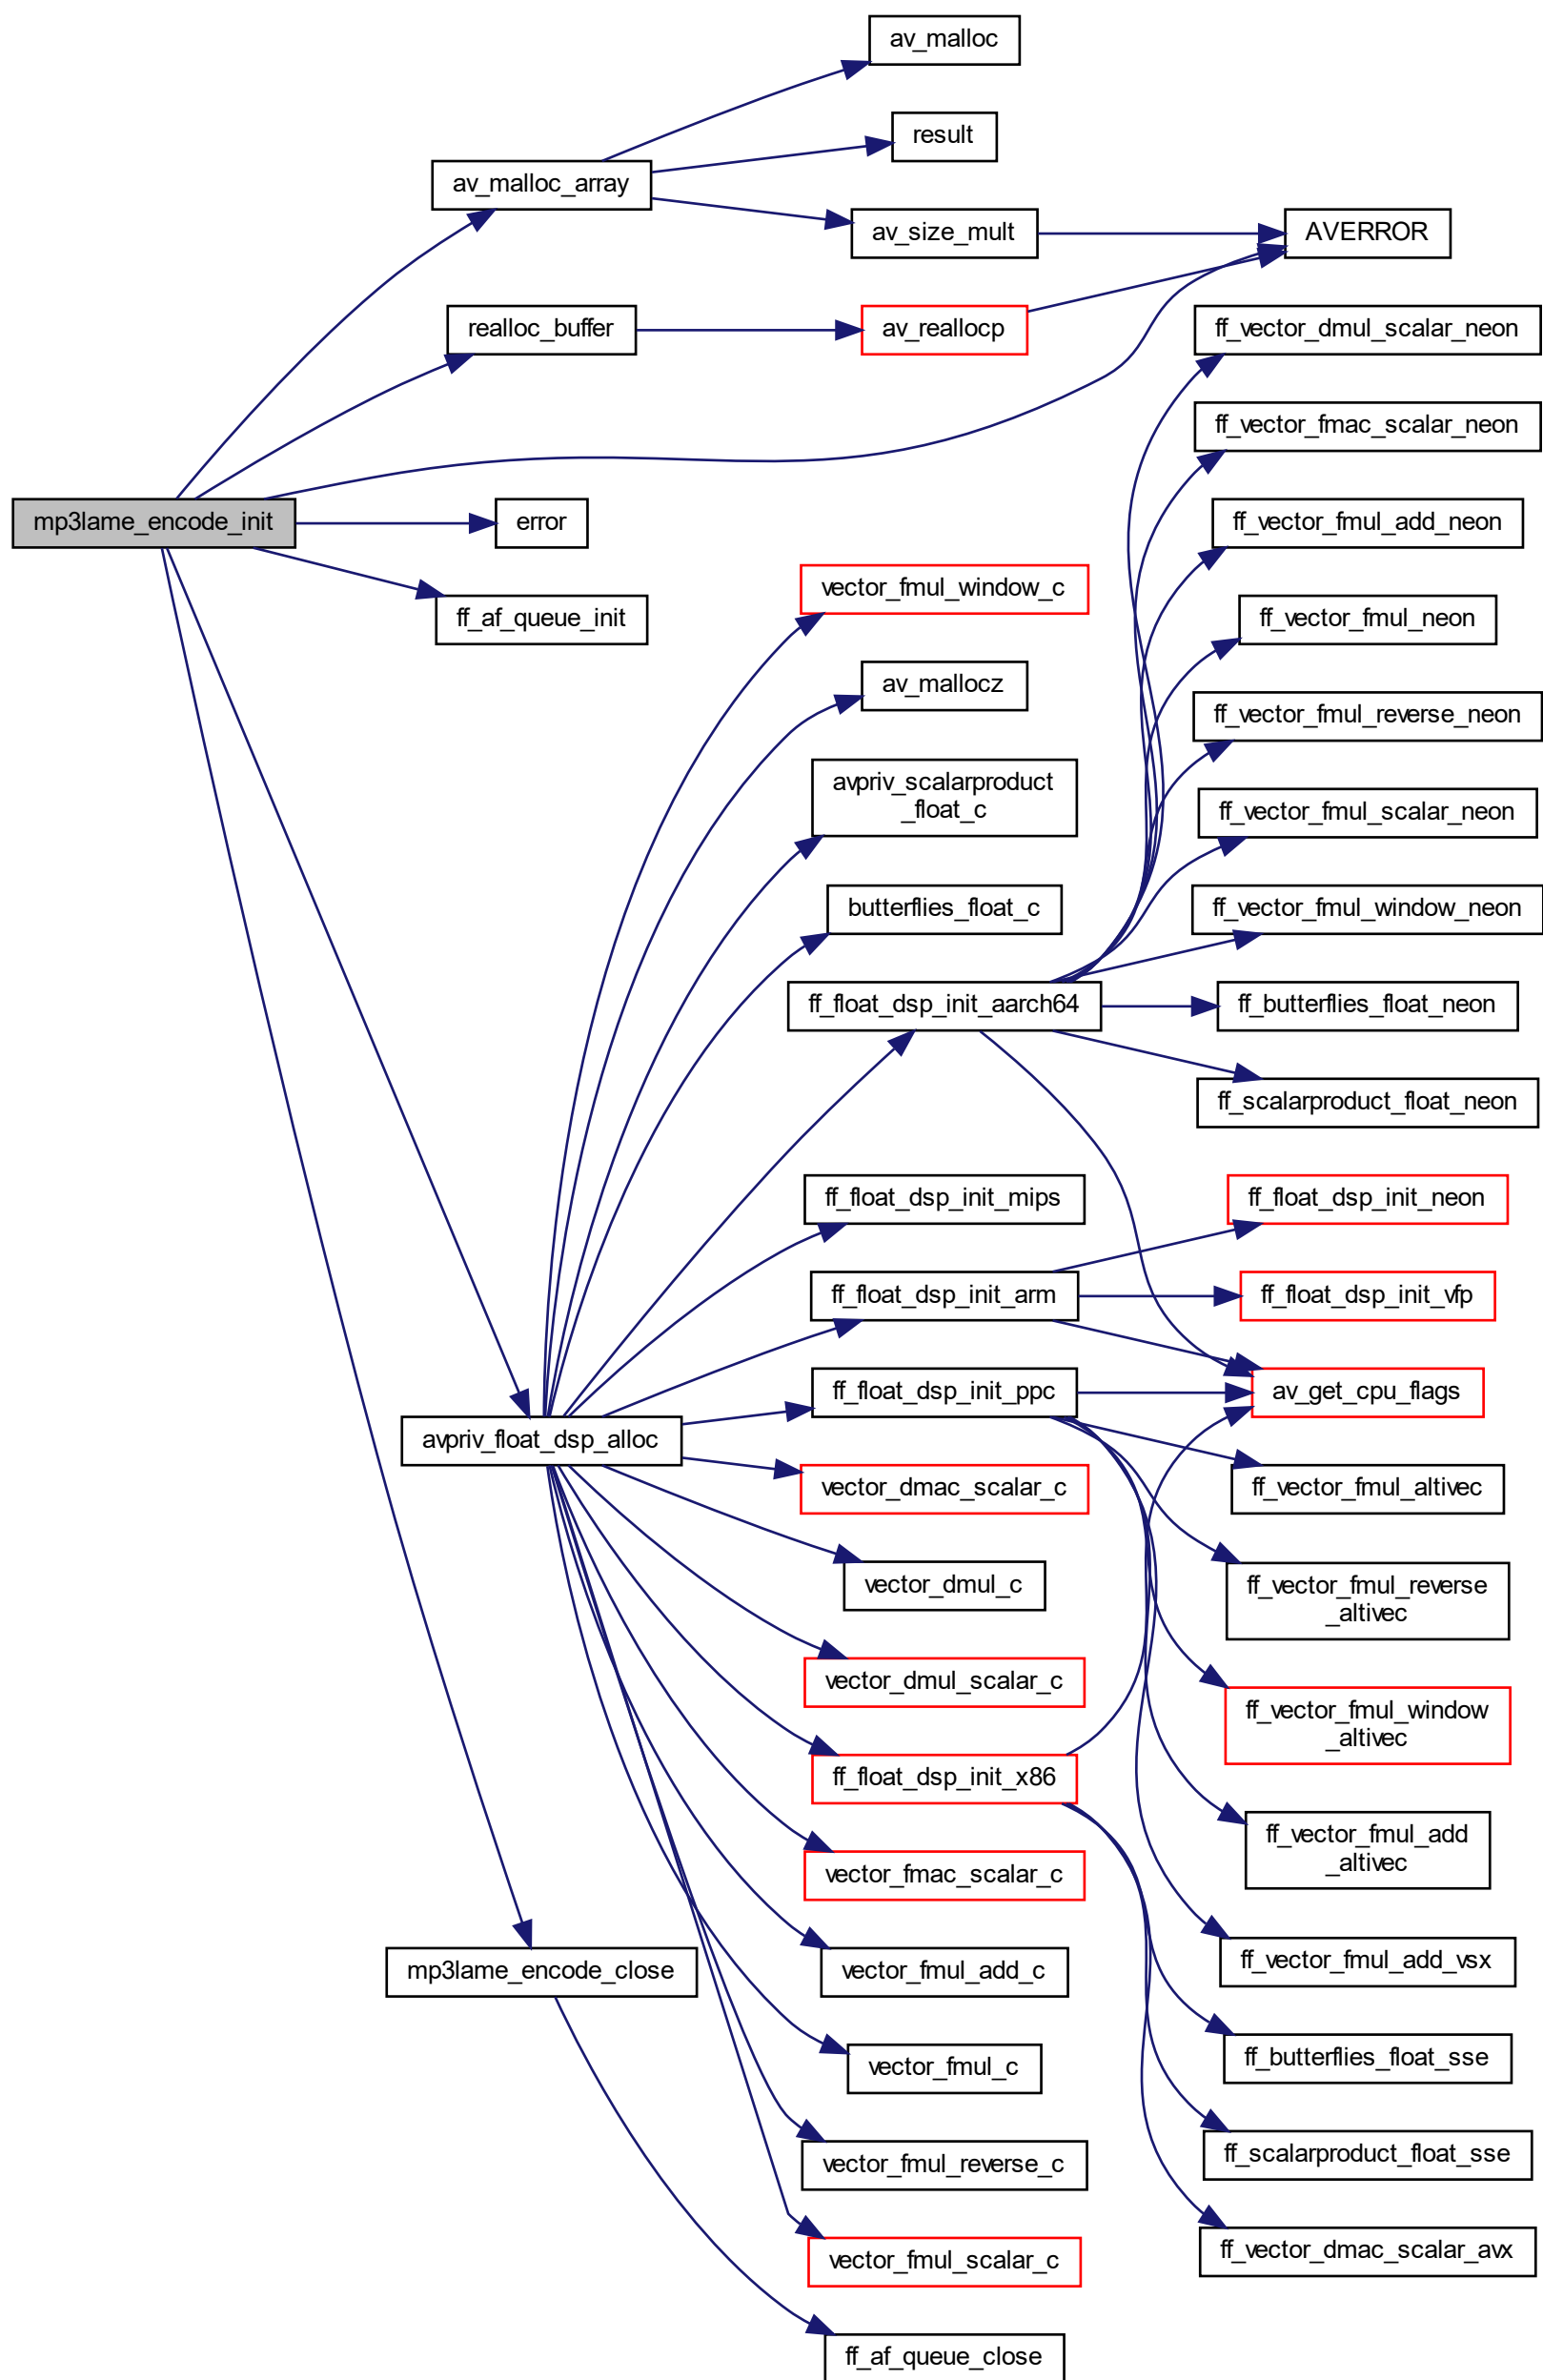 av_malloc
result
av_malloc_array
av_size_mult
AVERROR
realloc_buffer
av_reallocp
ff_vector_dmul_scalar_neon
ff_vector_fmac_scalar_neon
mp3lame_encode_init
error
ff_vector_fmul_add_neon
ff_af_queue_init
vector_fmul_window_c
ff_vector_fmul_neon
av_mallocz
ff_vector_fmul_reverse_neon
avpriv_scalarproduct
_float_c
ff_vector_fmul_scalar_neon
butterflies_float_c
ff_vector_fmul_window_neon
ff_float_dsp_init_aarch64
ff_butterflies_float_neon
ff_scalarproduct_float_neon
ff_float_dsp_init_mips
ff_float_dsp_init_neon
ff_float_dsp_init_arm
ff_float_dsp_init_vfp
ff_float_dsp_init_ppc
av_get_cpu_flags
avpriv_float_dsp_alloc
vector_dmac_scalar_c
ff_vector_fmul_altivec
vector_dmul_c
ff_vector_fmul_reverse
_altivec
vector_dmul_scalar_c
ff_vector_fmul_window
_altivec
ff_float_dsp_init_x86
ff_vector_fmul_add
_altivec
vector_fmac_scalar_c
mp3lame_encode_close
vector_fmul_add_c
ff_vector_fmul_add_vsx
vector_fmul_c
ff_butterflies_float_sse
vector_fmul_reverse_c
ff_scalarproduct_float_sse
vector_fmul_scalar_c
ff_vector_dmac_scalar_avx
ff_af_queue_close